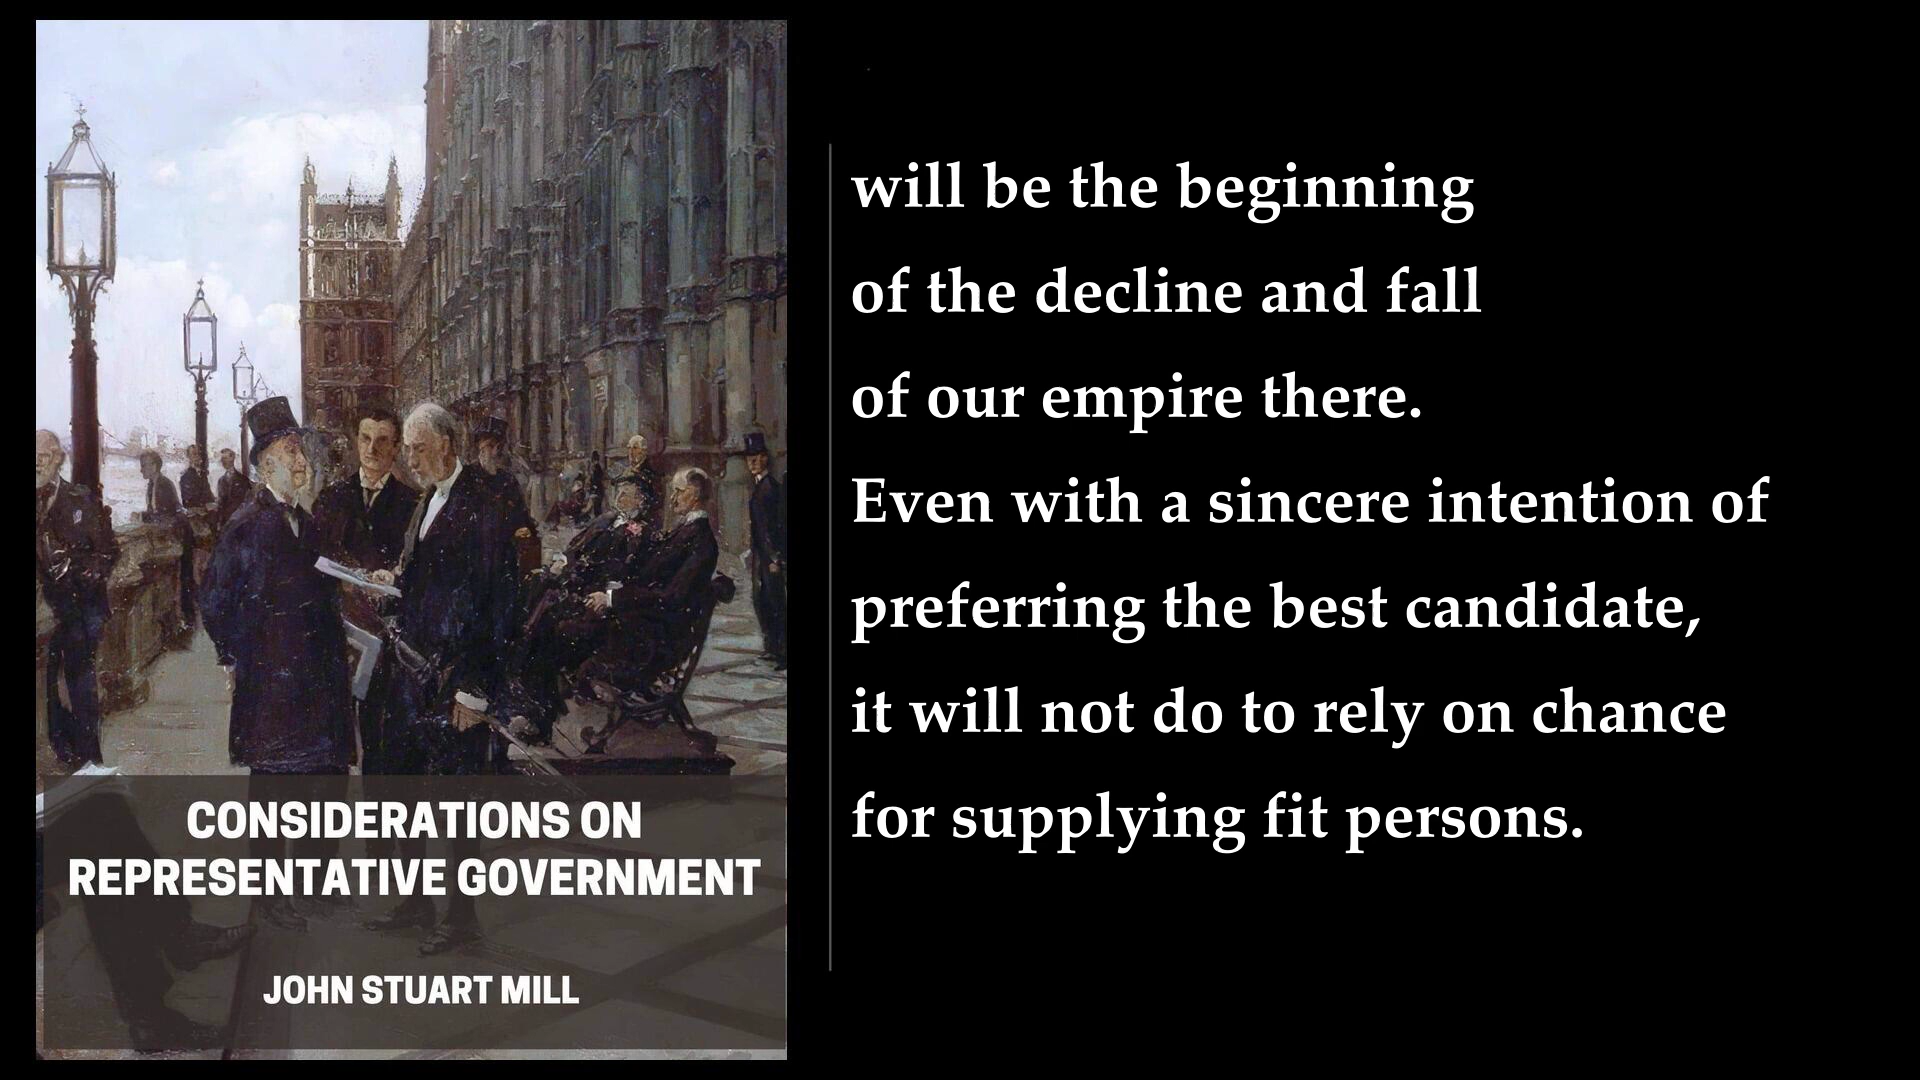 CONSIDERATIONS ON
REPRESENTATIVE GOVERNMENT
JOHN STUART MILL
will be the beginning
of the decline and fall
of our empire there.
Even with a sincere intention of
preferring the best candidate,
it will not do to rely on chance
for supplying fit persons.